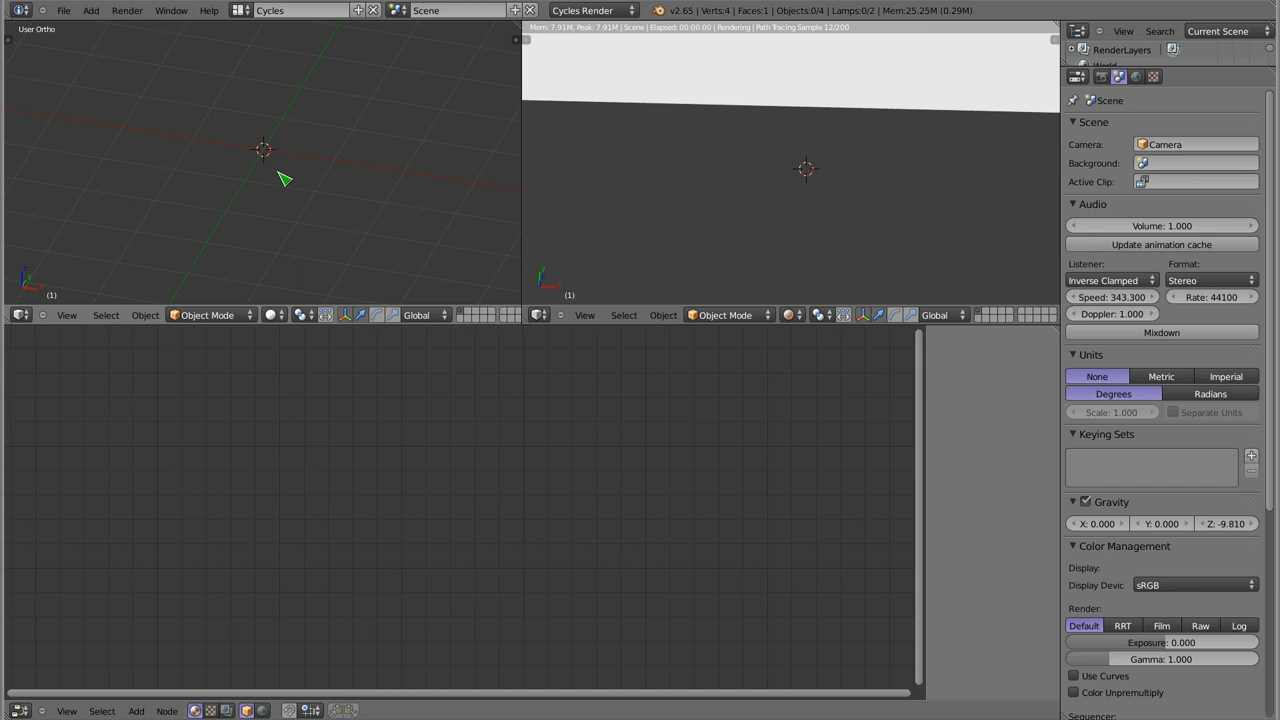 File Add Render Window Help Cycles Scene Cycles Render v2.65 | Verts:4 | Faces:1 | Objects:0/4 | Lamps:0/2 | Mem:25.25M (0.29M)
User Ortho
Mem: 7.91M, Peak: 7.91M | Scene | Elapsed: 00:00.00 | Rendering | Path Tracing Sample 12/200
View Search Current Scene
RenderLayers
World
Scene
Scene
Camera: Camera
Background:
Active Clip:
Audio
Volume: 1.000
Update animation cache
Listener: Format:
Inverse Clamped Stereo
Speed: 343.300 Rate: 44100
Doppler: 1.000
Mixdown
Units
None Metric Imperial
Degrees Radians
Scale: 1.000 Separate Units
Keying Sets
Gravity
X: 0.000 Y: 0.000 Z: -9.810
Color Management
Display:
Display Devic sRGB
Render:
Default RRT Film Raw Log
Exposure: 0.000
Gamma: 1.000
Use Curves
Color Unpremultiply
Sequencer:
(1)
(1)
View Select Object Object Mode Global
View Select Object Object Mode Global
View Select Add Node